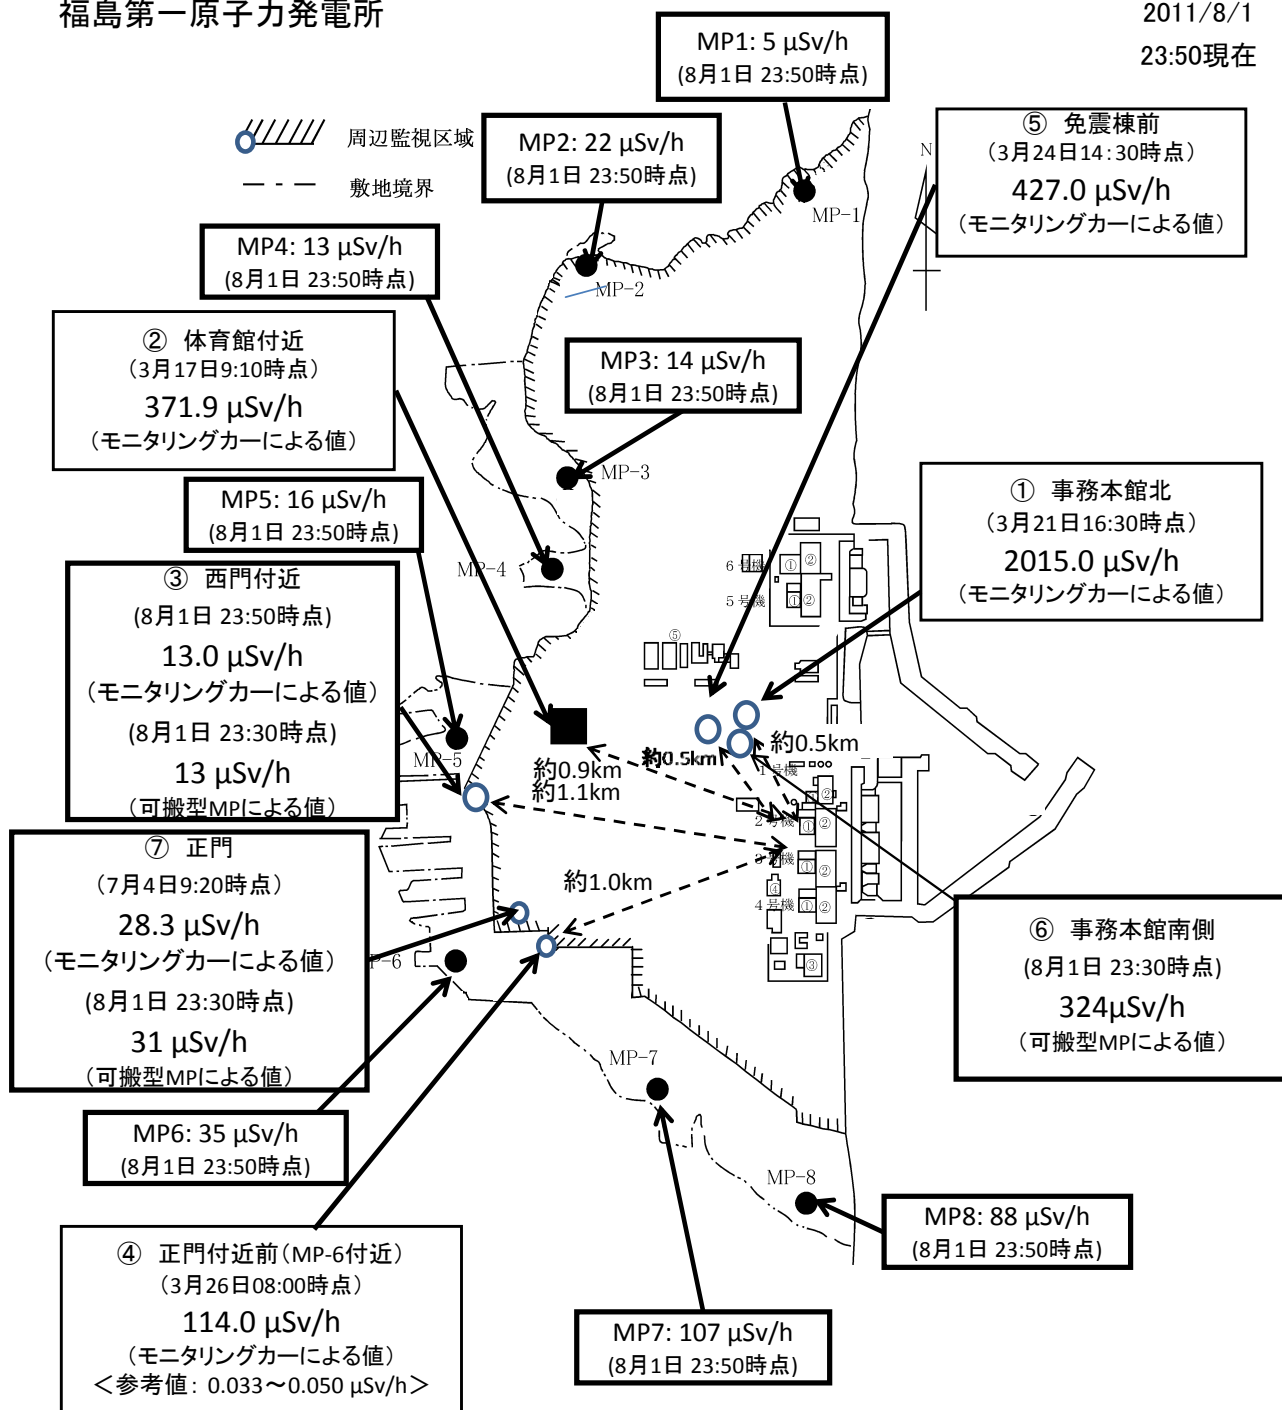 福島第一原子力発電所
2011/8/1
23:50現在
周辺監視区域
敷地境界
MP1: 5 μSv/h
(8月1日 23:50時点)
MP2: 22 μSv/h
(8月1日 23:50時点)
⑤ 免震棟前
(3月24日14:30時点)
427.0 μSv/h
(モニタリングカーによる値)
N
MP-1
MP4: 13 μSv/h
(8月1日 23:50時点)
MP-2
② 体育館付近
(3月17日9:10時点)
371.9 μSv/h
(モニタリングカーによる値)
MP3: 14 μSv/h
(8月1日 23:50時点)
MP-3
MP5: 16 μSv/h
(8月1日 23:50時点)
① 事務本館北
(3月21日16:30時点)
2015.0 μSv/h
(モニタリングカーによる値)
MP-4
③ 西門付近
(8月1日 23:50時点)
13.0 μSv/h
(モニタリングカーによる値)
(8月1日 23:30時点)
13 μSv/h
(可搬型MPによる値)
6号機
① ②
5号機
① ②
⑤
MP-5
約0.9km
約1.1km
約0.5km
約0.5km
1号機
②
2号機
① ②
3号機
① ②
④
4号機
① ②
③
約1.0km
⑦ 正門
(7月4日9:20時点)
28.3 μSv/h
(モニタリングカーによる値)
(8月1日 23:30時点)
31 μSv/h
(可搬型MPによる値)
P-6
⑥ 事務本館南側
(8月1日 23:30時点)
324μSv/h
(可搬型MPによる値)
MP-7
MP6: 35 μSv/h
(8月1日 23:50時点)
MP-8
MP8: 88 μSv/h
(8月1日 23:50時点)
④ 正門付近前(MP-6付近)
(3月26日08:00時点)
114.0 μSv/h
(モニタリングカーによる値)
<参考値: 0.033~0.050 μSv/h>
MP7: 107 μSv/h
(8月1日 23:50時点)